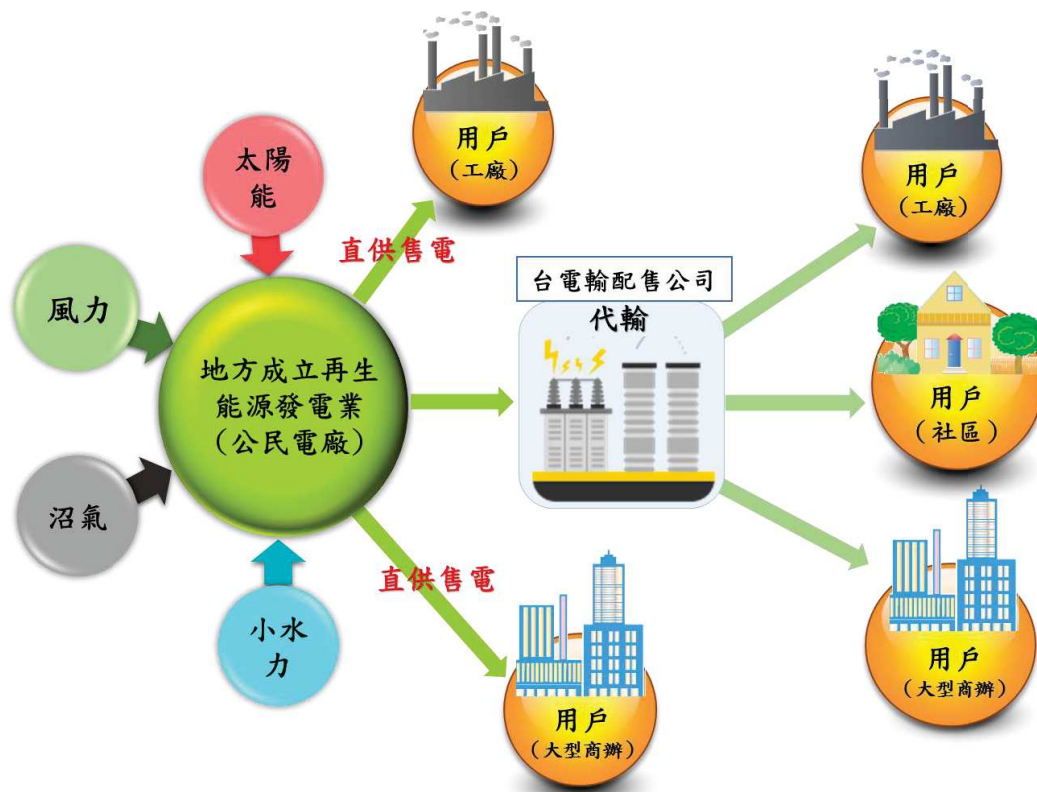 太陽
能
風力
沼氣
小水
力
地方成立再生
能源發電業
(公民電廠)
直供售電
用戶
(工廠)
直供售電
用戶
(大型商辦)
台電輸配售公司
代輸
用戶
(工廠)
用戶
(社區)
用戶
(大型商辦)